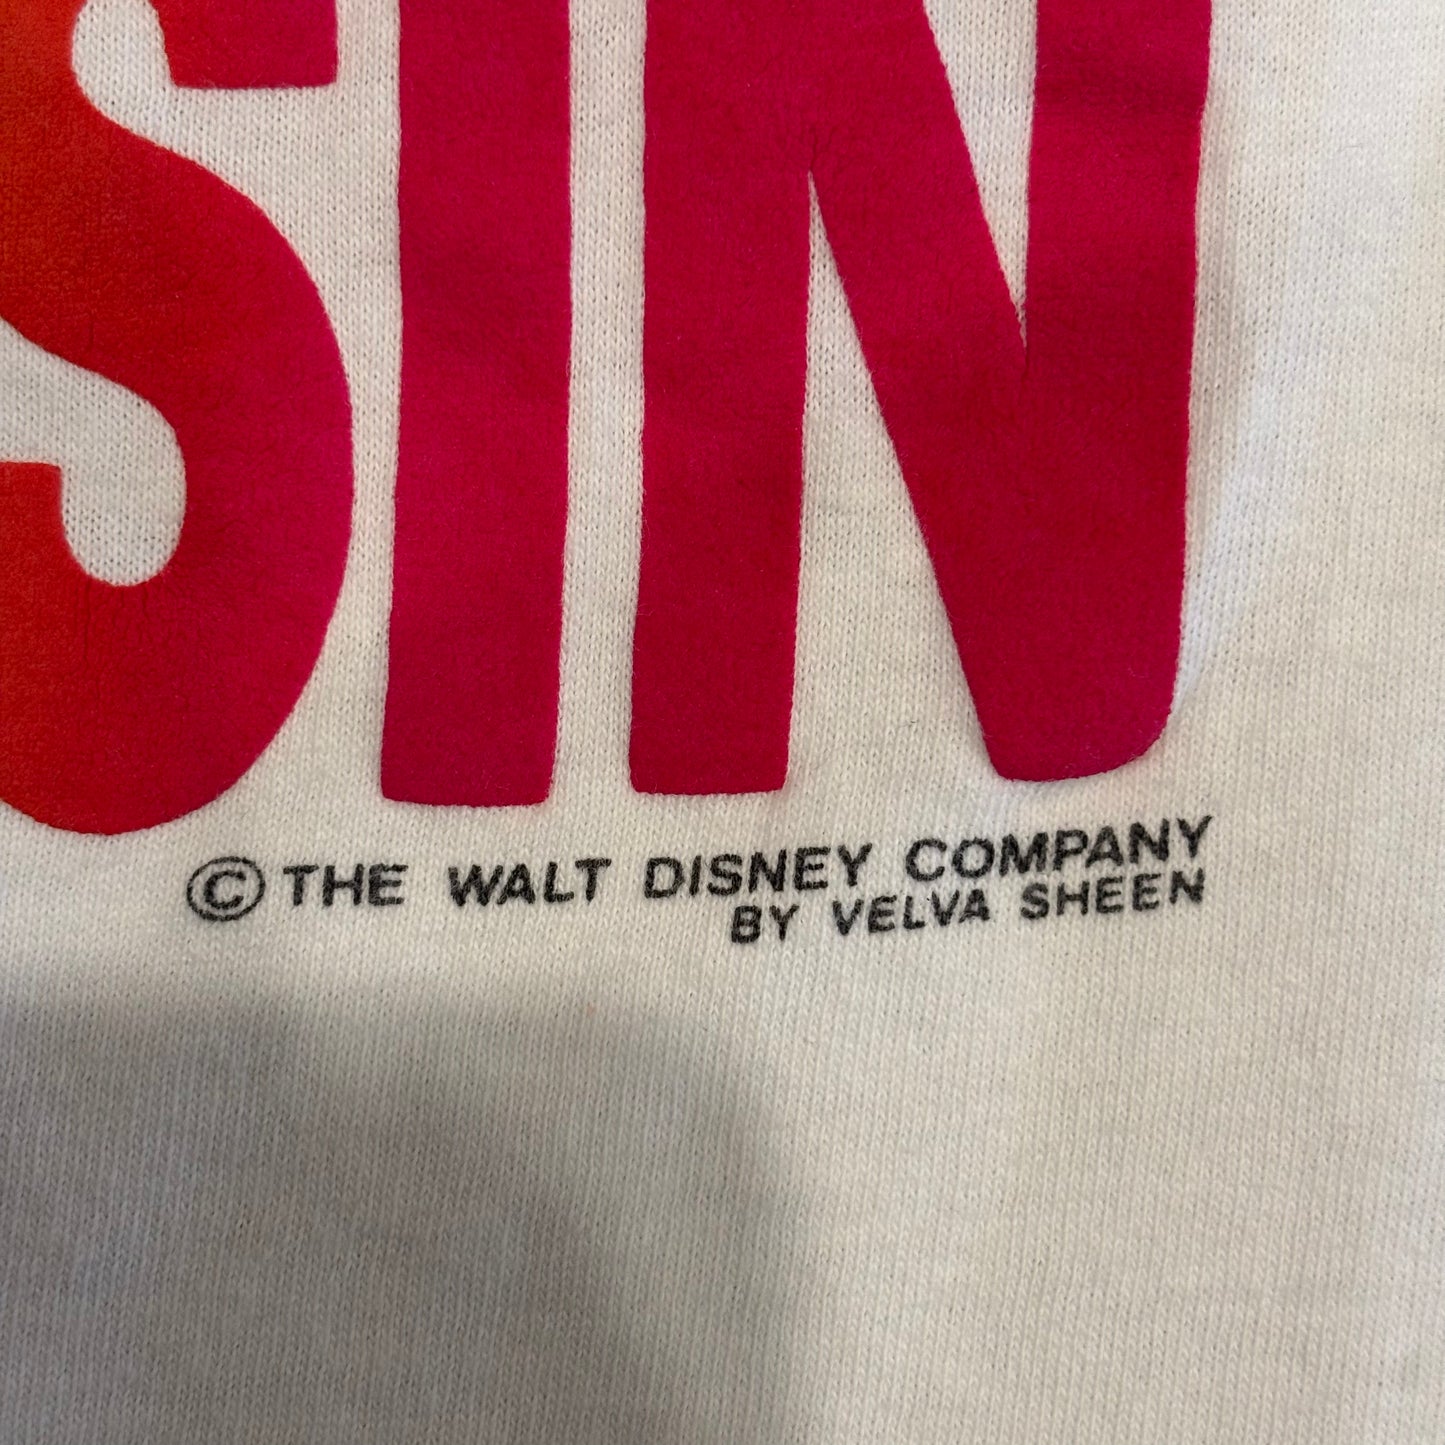 SIN
© THE WALT DISNEY COMPANY
BY VELVA SHEEN